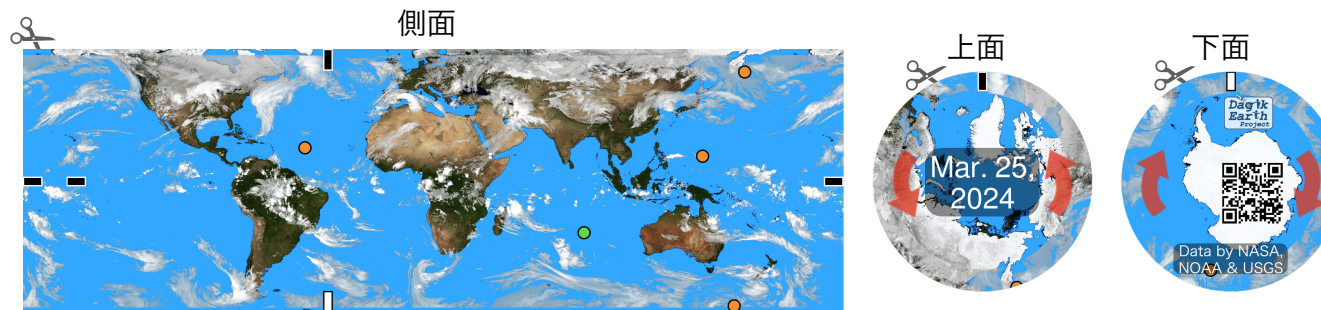 側面
上面
下面
Mar. 25,
2024
Dagik
Earth
Project
Data by NASA,
NOAA & USGS